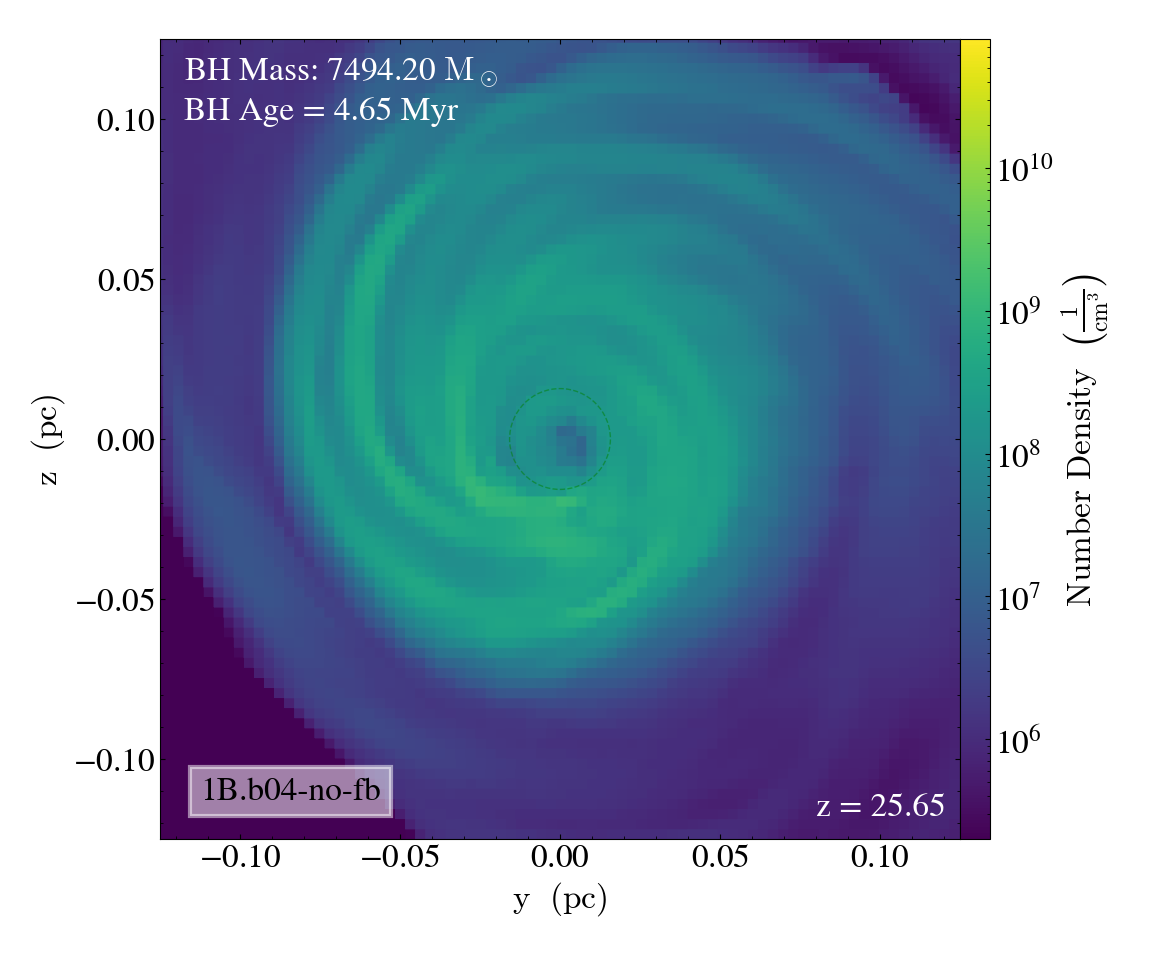 BH Mass: 7494.20 M⊙
BH Age = 4.65 Myr
0.10
0.05
0.00
−0.05
−0.10
z (pc)
1B.b04-no-fb
z = 25.65
−0.10 −0.05 0.00 0.05 0.10
y (pc)
10¹⁰
10⁹
10⁸
10⁷
10⁶
Number Density (1/cm³)